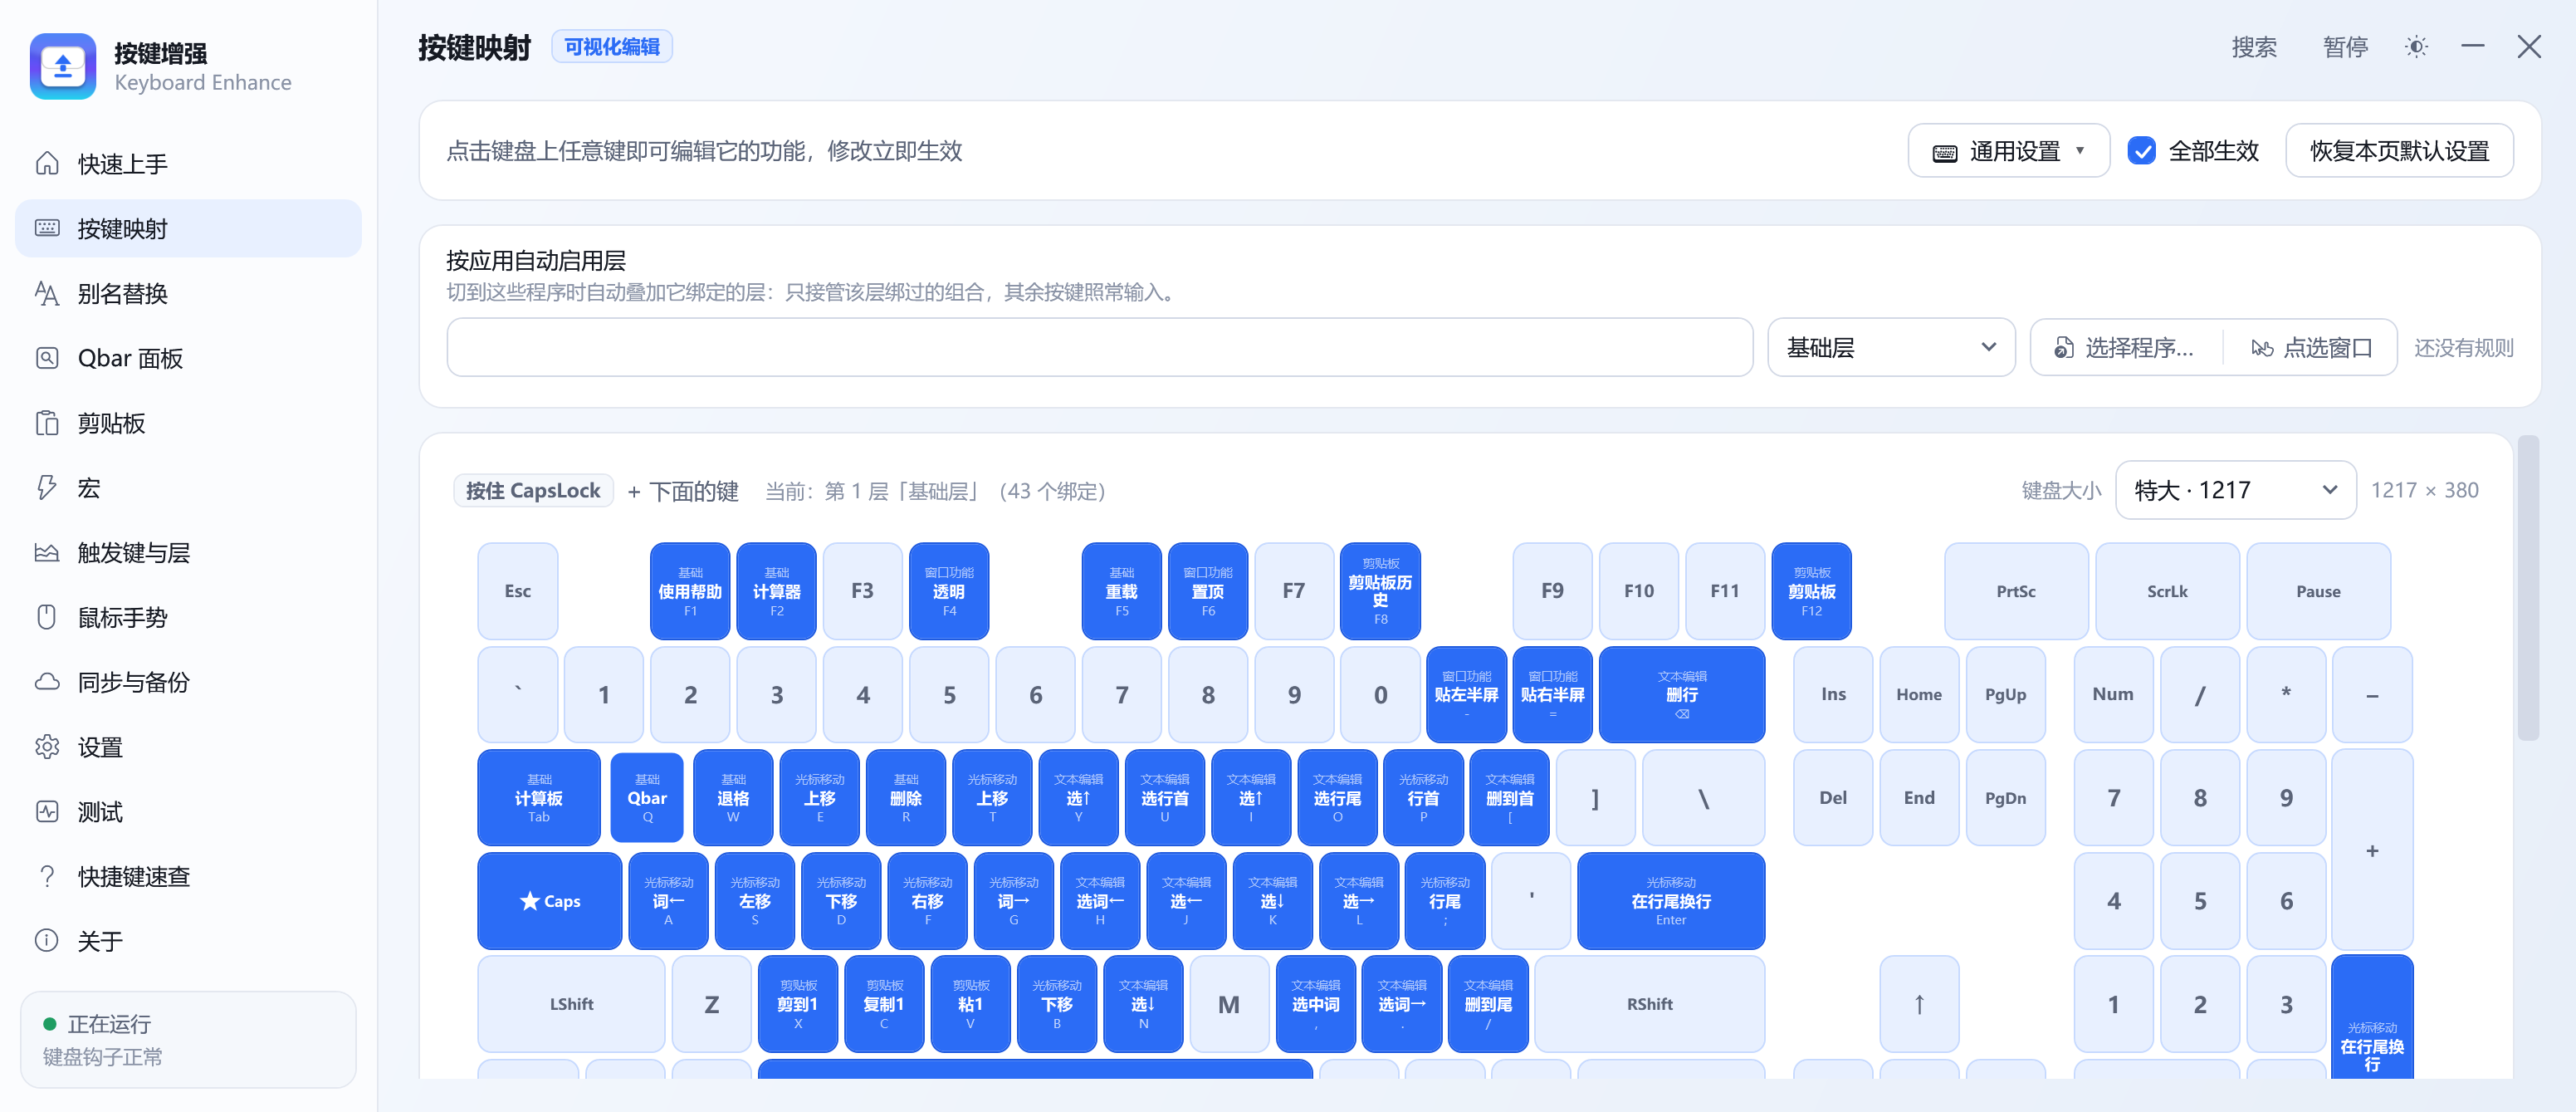 按键增强
Keyboard Enhance
快速上手
按键映射
别名替换
Qbar 面板
剪贴板
宏
触发键与层
鼠标手势
同步与备份
设置
测试
快捷键速查
关于
正在运行
键盘钩子正常
按键映射 可视化编辑
搜索 暂停
点击键盘上任意键即可编辑它的功能，修改立即生效
通用设置 ▼ 全部生效 恢复本页默认设置
按应用自动启用层
切到这些程序时自动叠加它绑定的层：只接管该层绑过的组合，其余按键照常输入。
基础层 选择程序... 点选窗口 还没有规则
按住 CapsLock + 下面的键 当前：第 1 层「基础层」（43 个绑定）
键盘大小 特大 · 1217 1217 × 380
Esc
基础
使用帮助
F1
基础
计算器
F2
F3
窗口功能
透明
F4
基础
重载
F5
窗口功能
置顶
F6
F7
剪贴板
剪贴板历
史
F8
F9
F10
F11
剪贴板
剪贴板
F12
PrtSc
ScrLk
Pause
` 1 2 3 4 5 6 7 8 9 0
窗口功能
贴左半屏
-
窗口功能
贴右半屏
=
文本编辑
删行
⌫
Ins Home PgUp Num / * −
基础
计算板
Tab
基础
Qbar
Q
基础
退格
W
光标移动
上移
E
基础
删除
R
光标移动
上移
T
文本编辑
选↑
Y
文本编辑
选行首
U
文本编辑
选↑
I
文本编辑
选行尾
O
光标移动
行首
P
文本编辑
删到首
[
] \ Del End PgDn 7 8 9 +
★ Caps
光标移动
词←
A
光标移动
左移
S
光标移动
下移
D
光标移动
右移
F
光标移动
词→
G
文本编辑
选词←
H
文本编辑
选←
J
文本编辑
选↓
K
文本编辑
选→
L
光标移动
行尾
;
'
光标移动
在行尾换行
Enter
4 5 6
LShift
Z
剪贴板
剪到1
X
剪贴板
复制1
C
剪贴板
粘1
V
光标移动
下移
B
文本编辑
选↓
N
M
文本编辑
选中词
,
文本编辑
选词→
.
文本编辑
删到尾
/
RShift
↑
1 2 3
光标移动
在行尾换
行